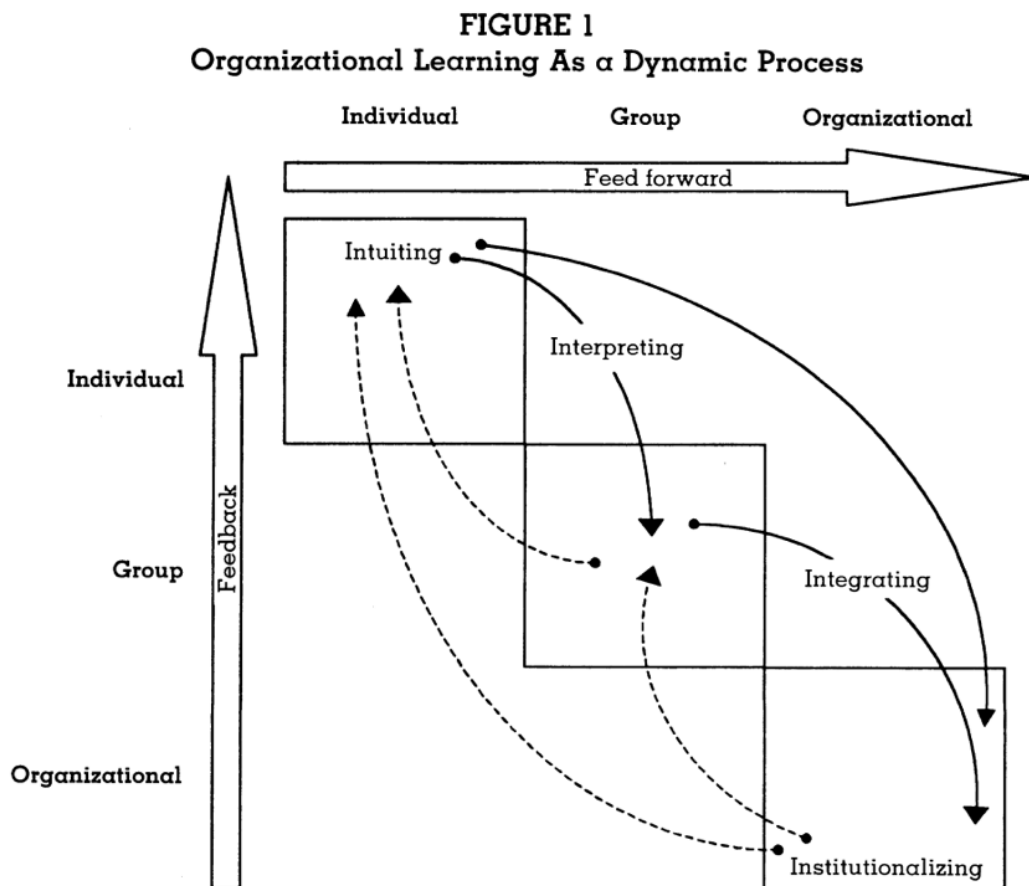 FIGURE 1
Organizational Learning As a Dynamic Process
Individual
Group
Organizational
Feed forward
Intuiting
Interpreting
Individual
Feedback
Group
Integrating
Organizational
Institutionalizing